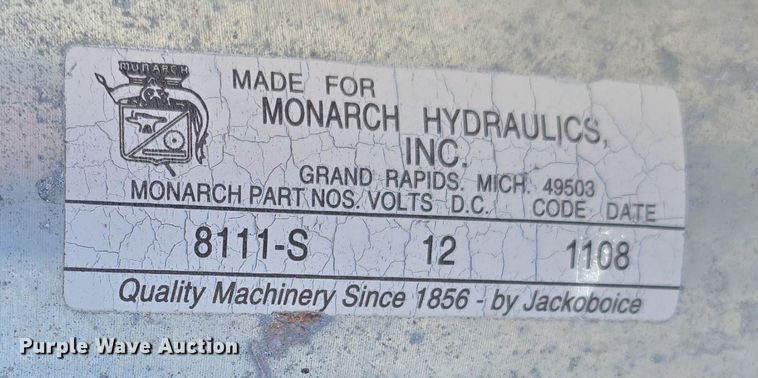 MONARCH
MADE FOR
MONARCH HYDRAULICS,
INC.
GRAND RAPIDS. MICH. 49503
MONARCH PART NOS. VOLTS D.C. CODE DATE
8111-S 12 1108
Quality Machinery Since 1856 - by Jackoboice
Purple Wave Auction